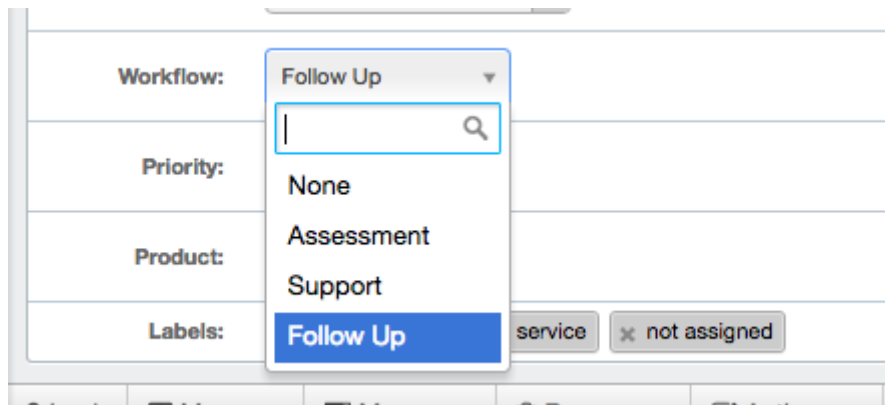 Workflow: Follow Up
None
Priority:
Assessment
Product:
Support
Labels: Follow Up service × not assigned